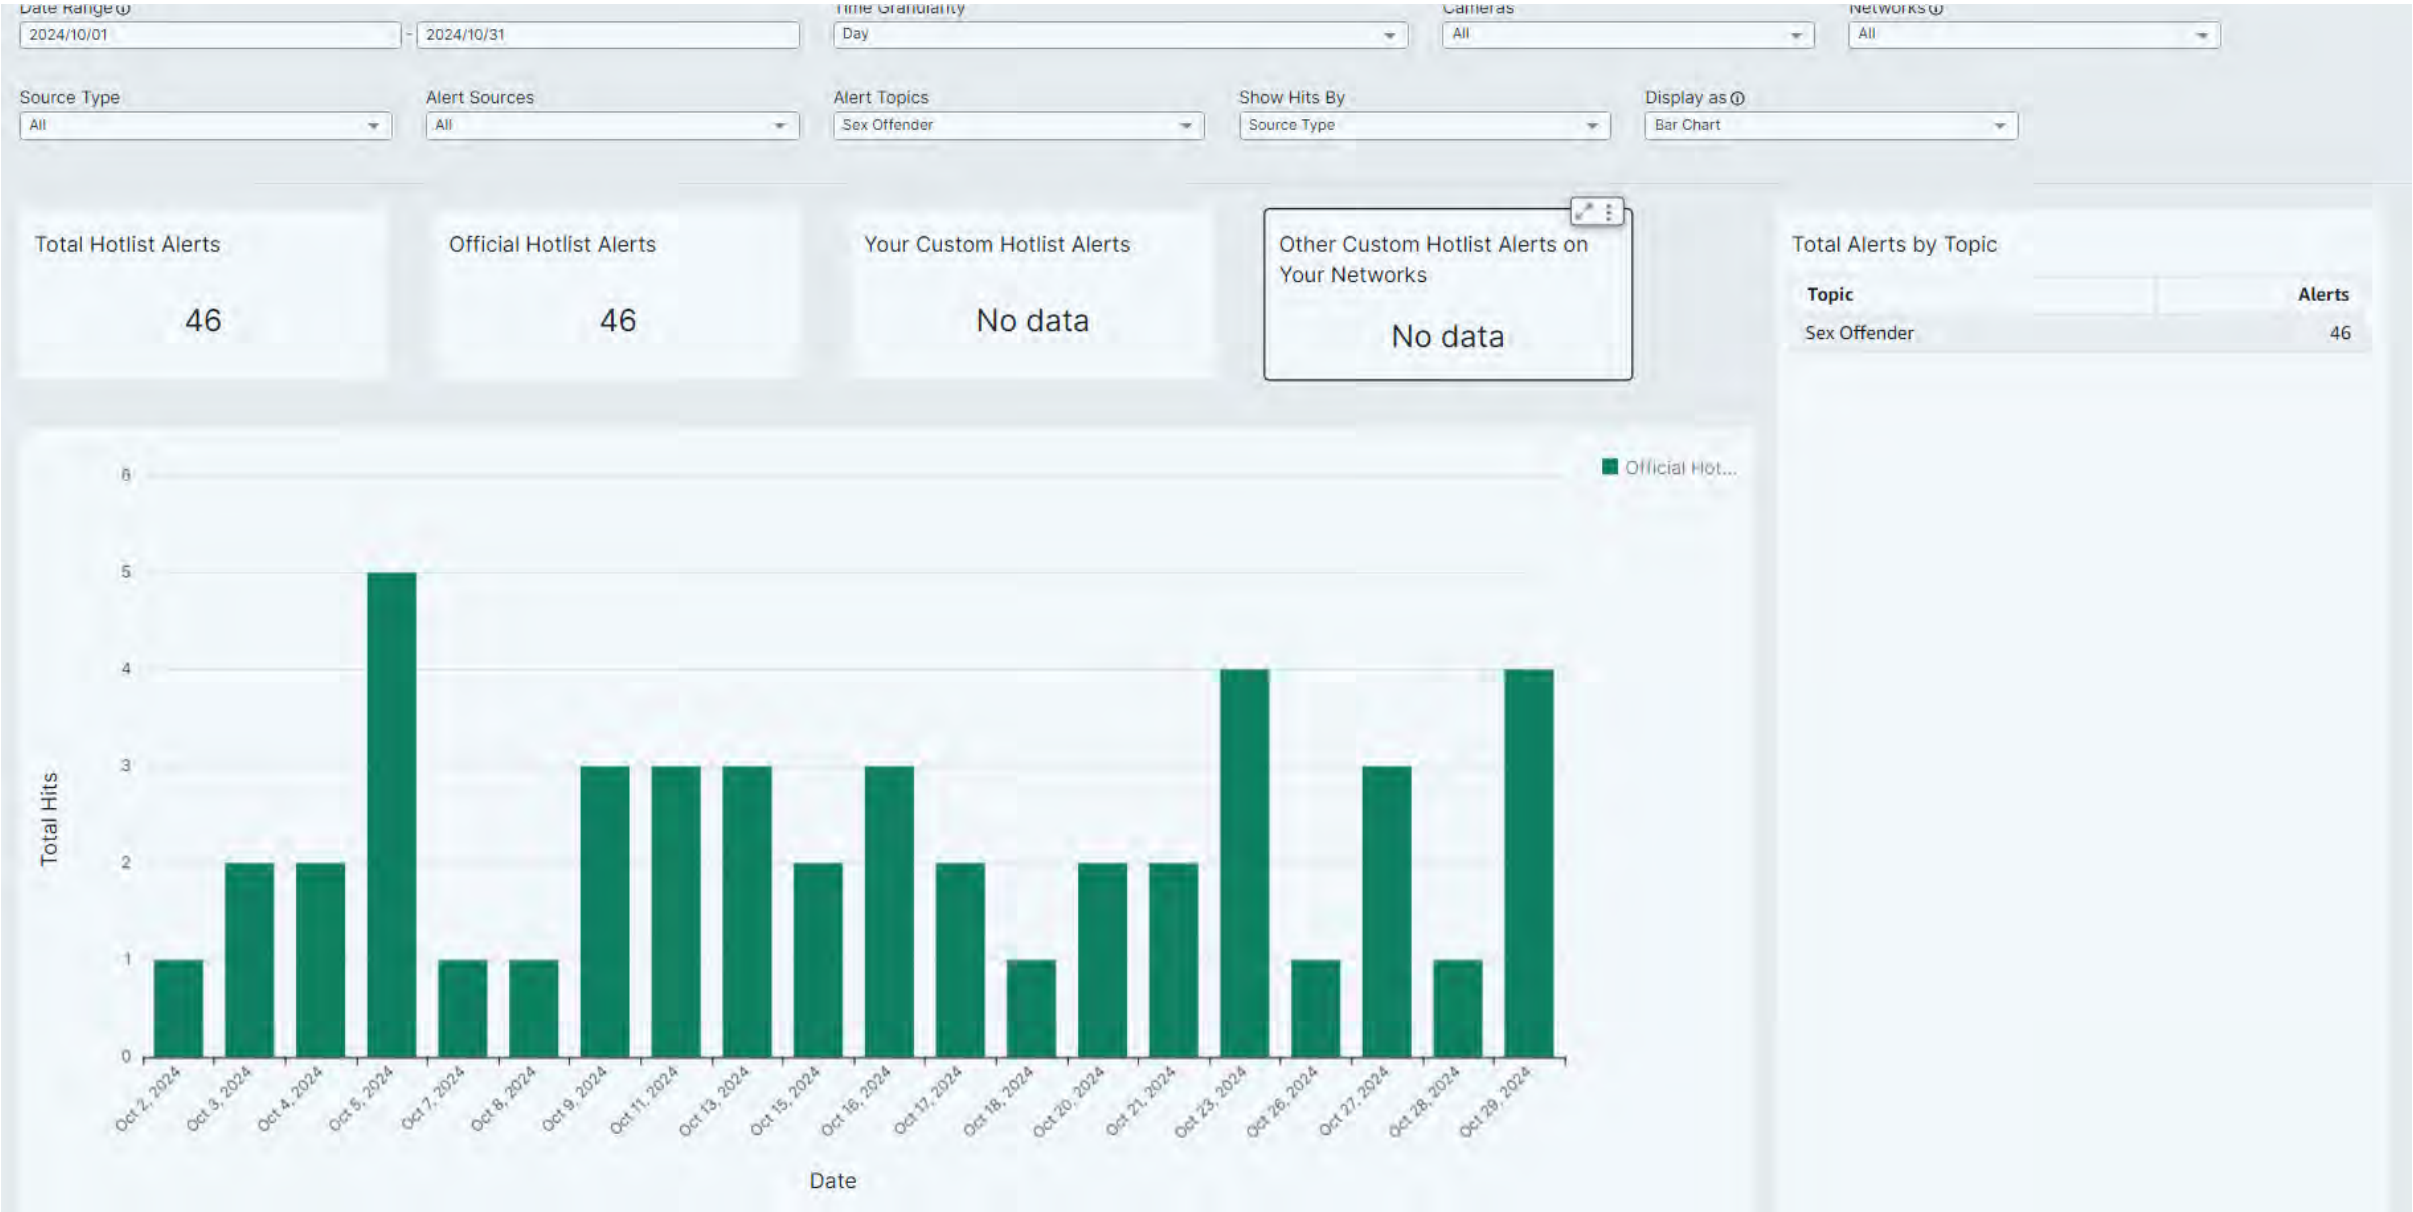 Date Range
Time Granularity
Cameras
Networks
2024/10/01 - 2024/10/31
Day
All
All
Source Type
Alert Sources
Alert Topics
Show Hits By
Display as
All
All
Sex Offender
Source Type
Bar Chart
Total Hotlist Alerts
46
Official Hotlist Alerts
46
Your Custom Hotlist Alerts
No data
Other Custom Hotlist Alerts on
Your Networks
No data
Total Alerts by Topic
Topic Alerts
Sex Offender 46
Official Hot...
6
5
4
3
2
1
0
Total Hits
Oct 2, 2024
Oct 3, 2024
Oct 4, 2024
Oct 5, 2024
Oct 7, 2024
Oct 8, 2024
Oct 9, 2024
Oct 11, 2024
Oct 13, 2024
Oct 15, 2024
Oct 16, 2024
Oct 17, 2024
Oct 18, 2024
Oct 20, 2024
Oct 21, 2024
Oct 23, 2024
Oct 26, 2024
Oct 27, 2024
Oct 28, 2024
Oct 29, 2024
Date